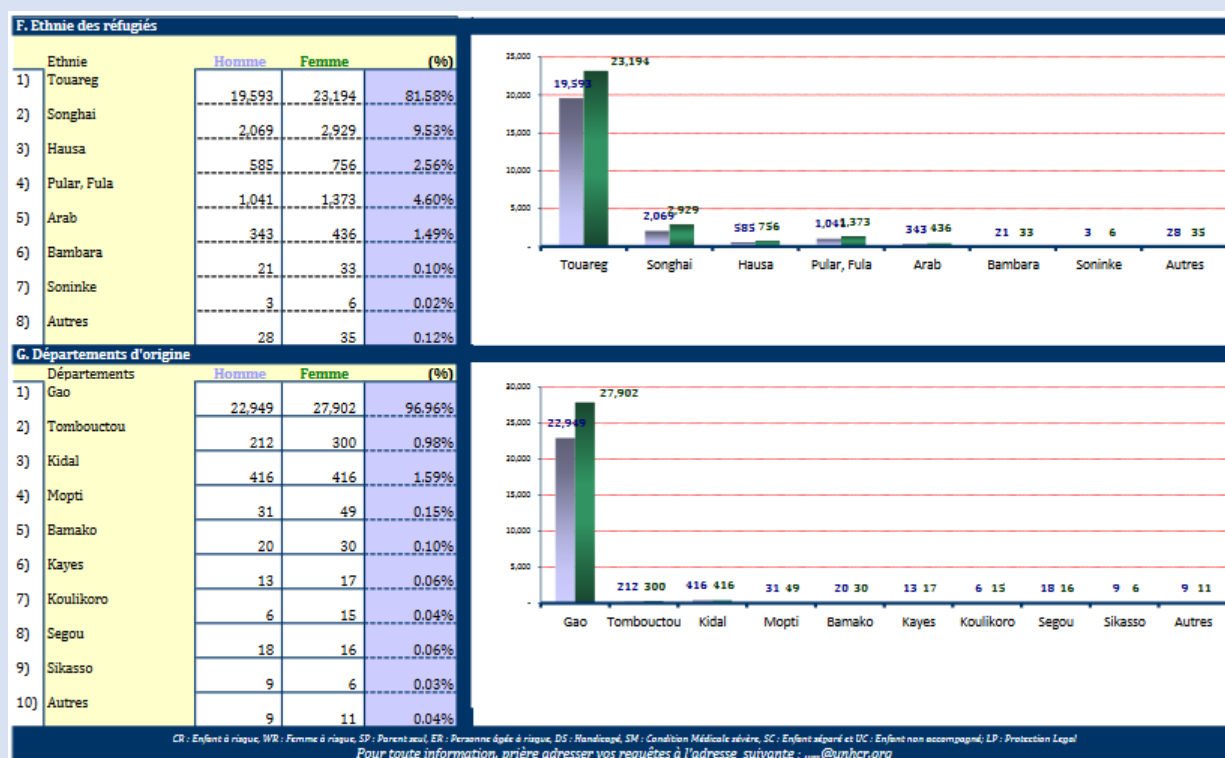 F. Ethnie des réfugiés
Ethnie Homme Femme (%)
1) Touareg 19,593 23,194 81.58%
2) Songhai 2,069 2,929 9.53%
3) Hausa 585 756 2.56%
4) Pular, Fula 1,041 1,373 4.60%
5) Arab 343 436 1.49%
6) Bambara 21 33 0.10%
7) Soninke 3 6 0.02%
8) Autres 28 35 0.12%
25,000
20,000
15,000
10,000
5,000
-
19,593 23,194
2,069 2,929
585 756
1,041 1,373
343 436
21 33
3 6
28 35
Touareg Songhai Hausa Pular, Fula Arab Bambara Soninke Autres
G. Départements d'origine
Départements Homme Femme (%)
1) Gao 22,949 27,902 96.96%
2) Tombouctou 212 300 0.98%
3) Kidal 416 416 1.59%
4) Mopti 31 49 0.15%
5) Bamako 20 30 0.10%
6) Kayes 13 17 0.06%
7) Koulikoro 6 15 0.04%
8) Segou 18 16 0.06%
9) Sikasso 9 6 0.03%
10) Autres 9 11 0.04%
30,000
25,000
20,000
15,000
10,000
5,000
-
22,949 27,902
212 300
416 416
31 49
20 30
13 17
6 15
18 16
9 6
9 11
Gao Tombouctou Kidal Mopti Bamako Kayes Koulikoro Segou Sikasso Autres
CR : Enfant à risque, WR : Femme à risque, SP : Parent seul, ER : Personne âgée à risque, DS : Handicapé, SM : Condition Médicale sévère, SC : Enfant séparé et UC : Enfant non accompagné; LP : Protection Legal
Pour toute information, prière adresser vos requêtes à l'adresse suivante : ....@unhcr.org